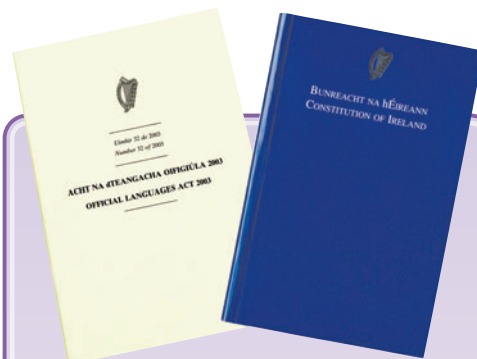 Uimhir 32 de 2003
Number 32 of 2003
ACHT NA dTEANGACHA OIFIGIÚLA 2003
OFFICIAL LANGUAGES ACT 2003
BUNREACHT NA hÉIREANN
CONSTITUTION OF IRELAND